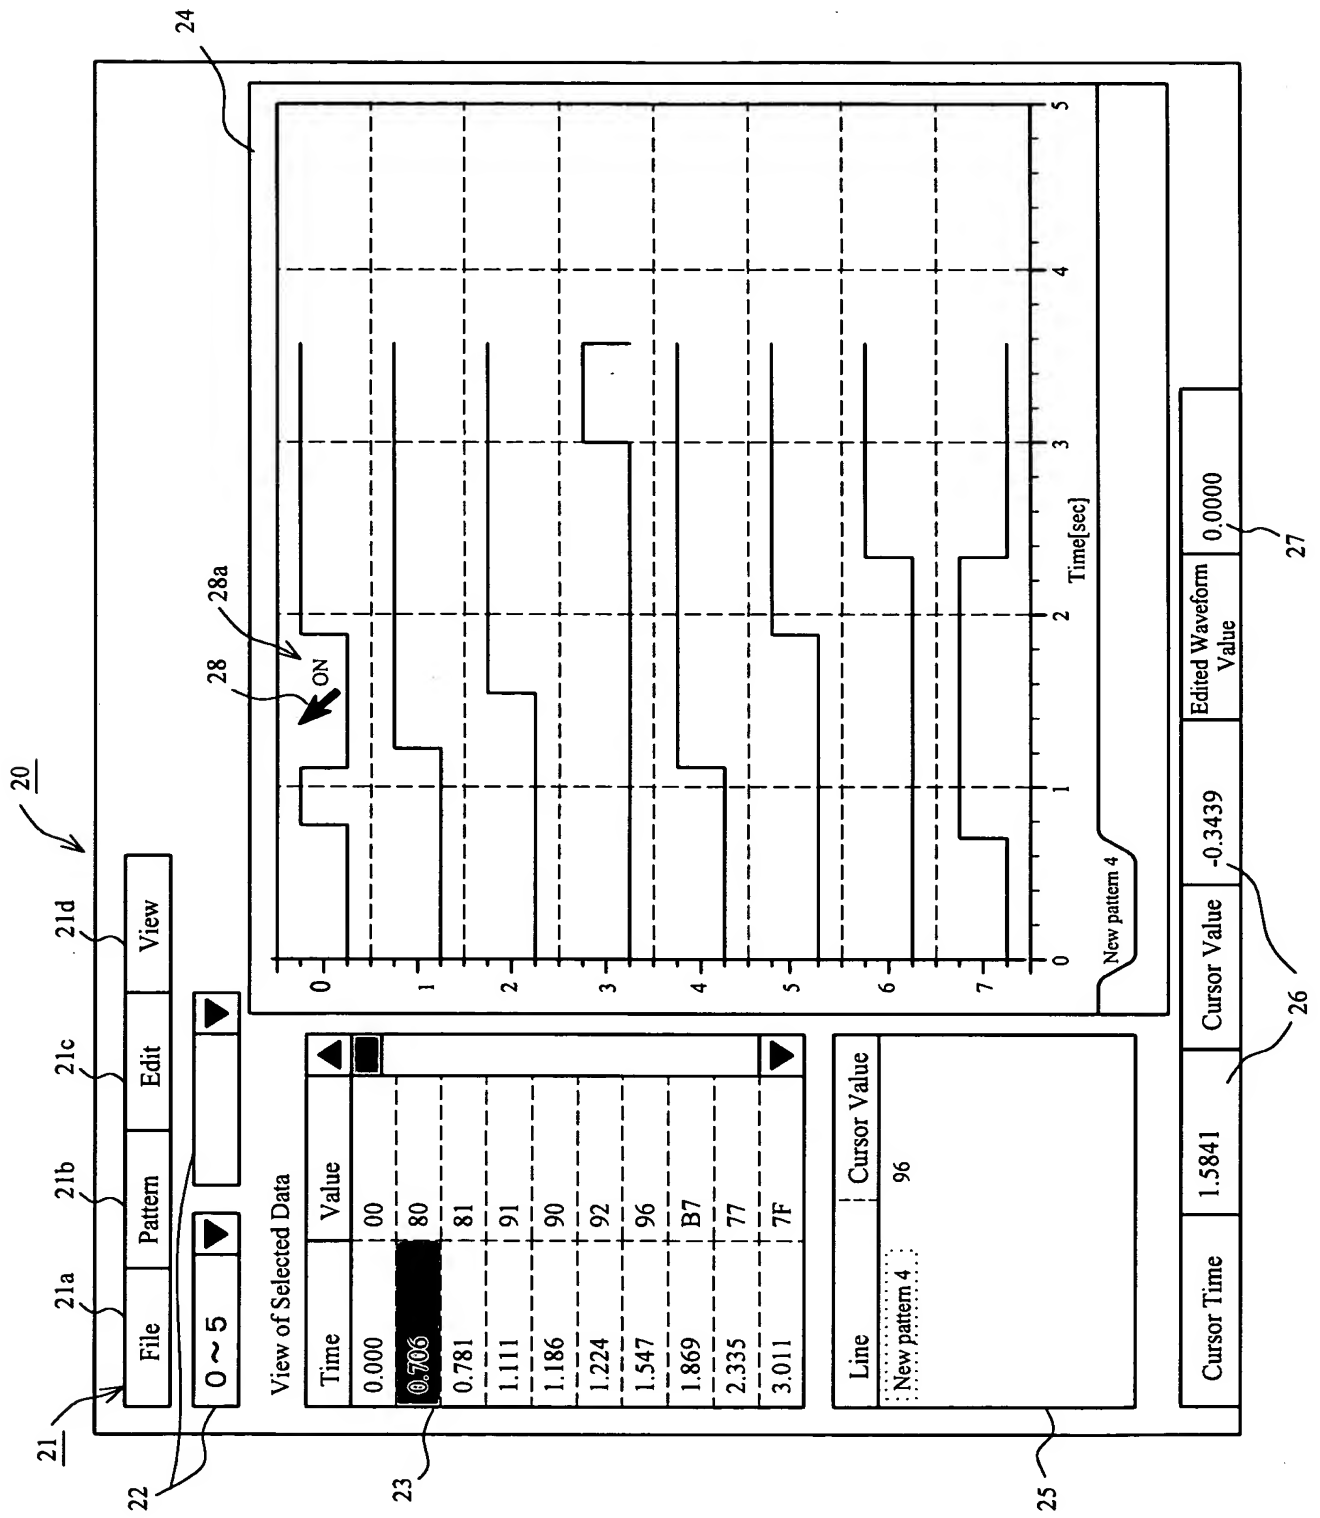 20
21
21a
21b
21c
21d
File Pattern Edit View
22
0~5
24
View of Selected Data
Time Value
0.000 00
0.706 80
0.781 81
1.111 91
1.186 90
1.224 92
1.547 96
1.869 B7
2.335 77
3.011 7F
23
28
28a
ON
0
1
2
3
4
5
6
7
0 1 2 3 4 5
Time[sec]
New pattern 4
Line Cursor Value
New pattern 4 96
25
Cursor Time 1.5841 Cursor Value -0.3439 Edited Waveform
Value 0.0000
26
27